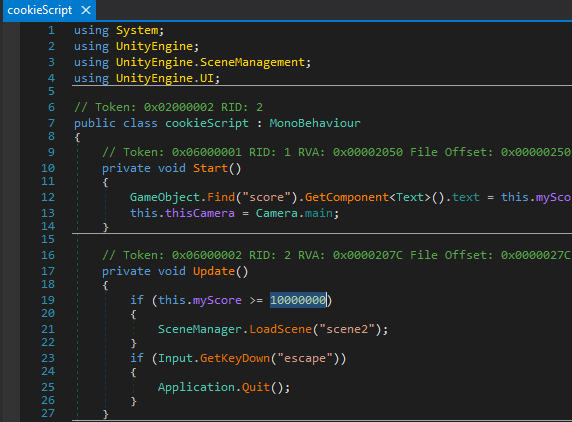 cookieScript
1 using System;
2 using UnityEngine;
3 using UnityEngine.SceneManagement;
4 using UnityEngine.UI;
5
6 // Token: 0x02000002 RID: 2
7 public class cookieScript : MonoBehaviour
8 {
9 // Token: 0x06000001 RID: 1 RVA: 0x00002050 File Offset: 0x00000250
10 private void Start()
11 {
12 GameObject.Find("score").GetComponent<Text>().text = this.mySco
13 this.thisCamera = Camera.main;
14 }
15
16 // Token: 0x06000002 RID: 2 RVA: 0x0000207C File Offset: 0x0000027C
17 private void Update()
18 {
19 if (this.myScore >= 10000000)
20 {
21 SceneManager.LoadScene("scene2");
22 }
23 if (Input.GetKeyDown("escape"))
24 {
25 Application.Quit();
26 }
27 }